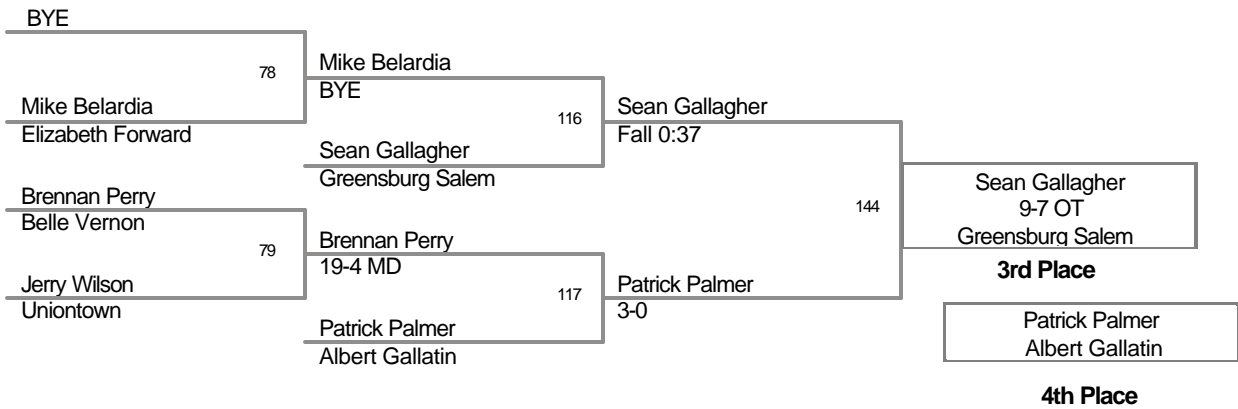 BYE
78
Mike Belardia
Elizabeth Forward
Mike Belardia
BYE
116
Sean Gallagher
Greensburg Salem
Sean Gallagher
Fall 0:37
Brennan Perry
Belle Vernon
79
Jerry Wilson
Uniontown
Brennan Perry
19-4 MD
117
Patrick Palmer
Albert Gallatin
Patrick Palmer
3-0
144
Sean Gallagher
9-7 OT
Greensburg Salem
3rd Place
Patrick Palmer
Albert Gallatin
4th Place